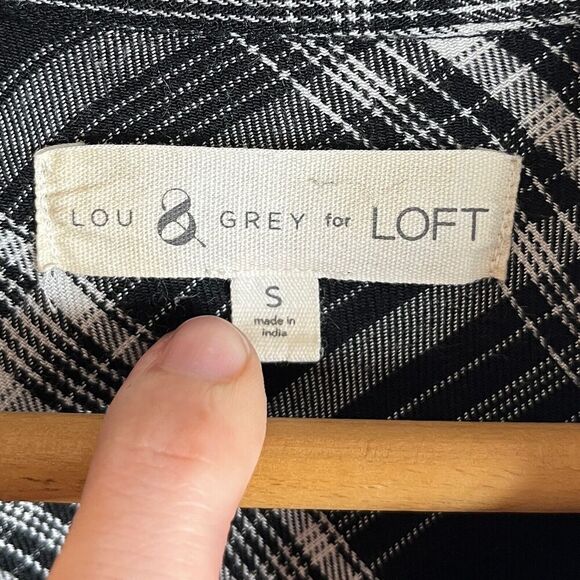 LOU & GREY for LOFT
S
made in
india